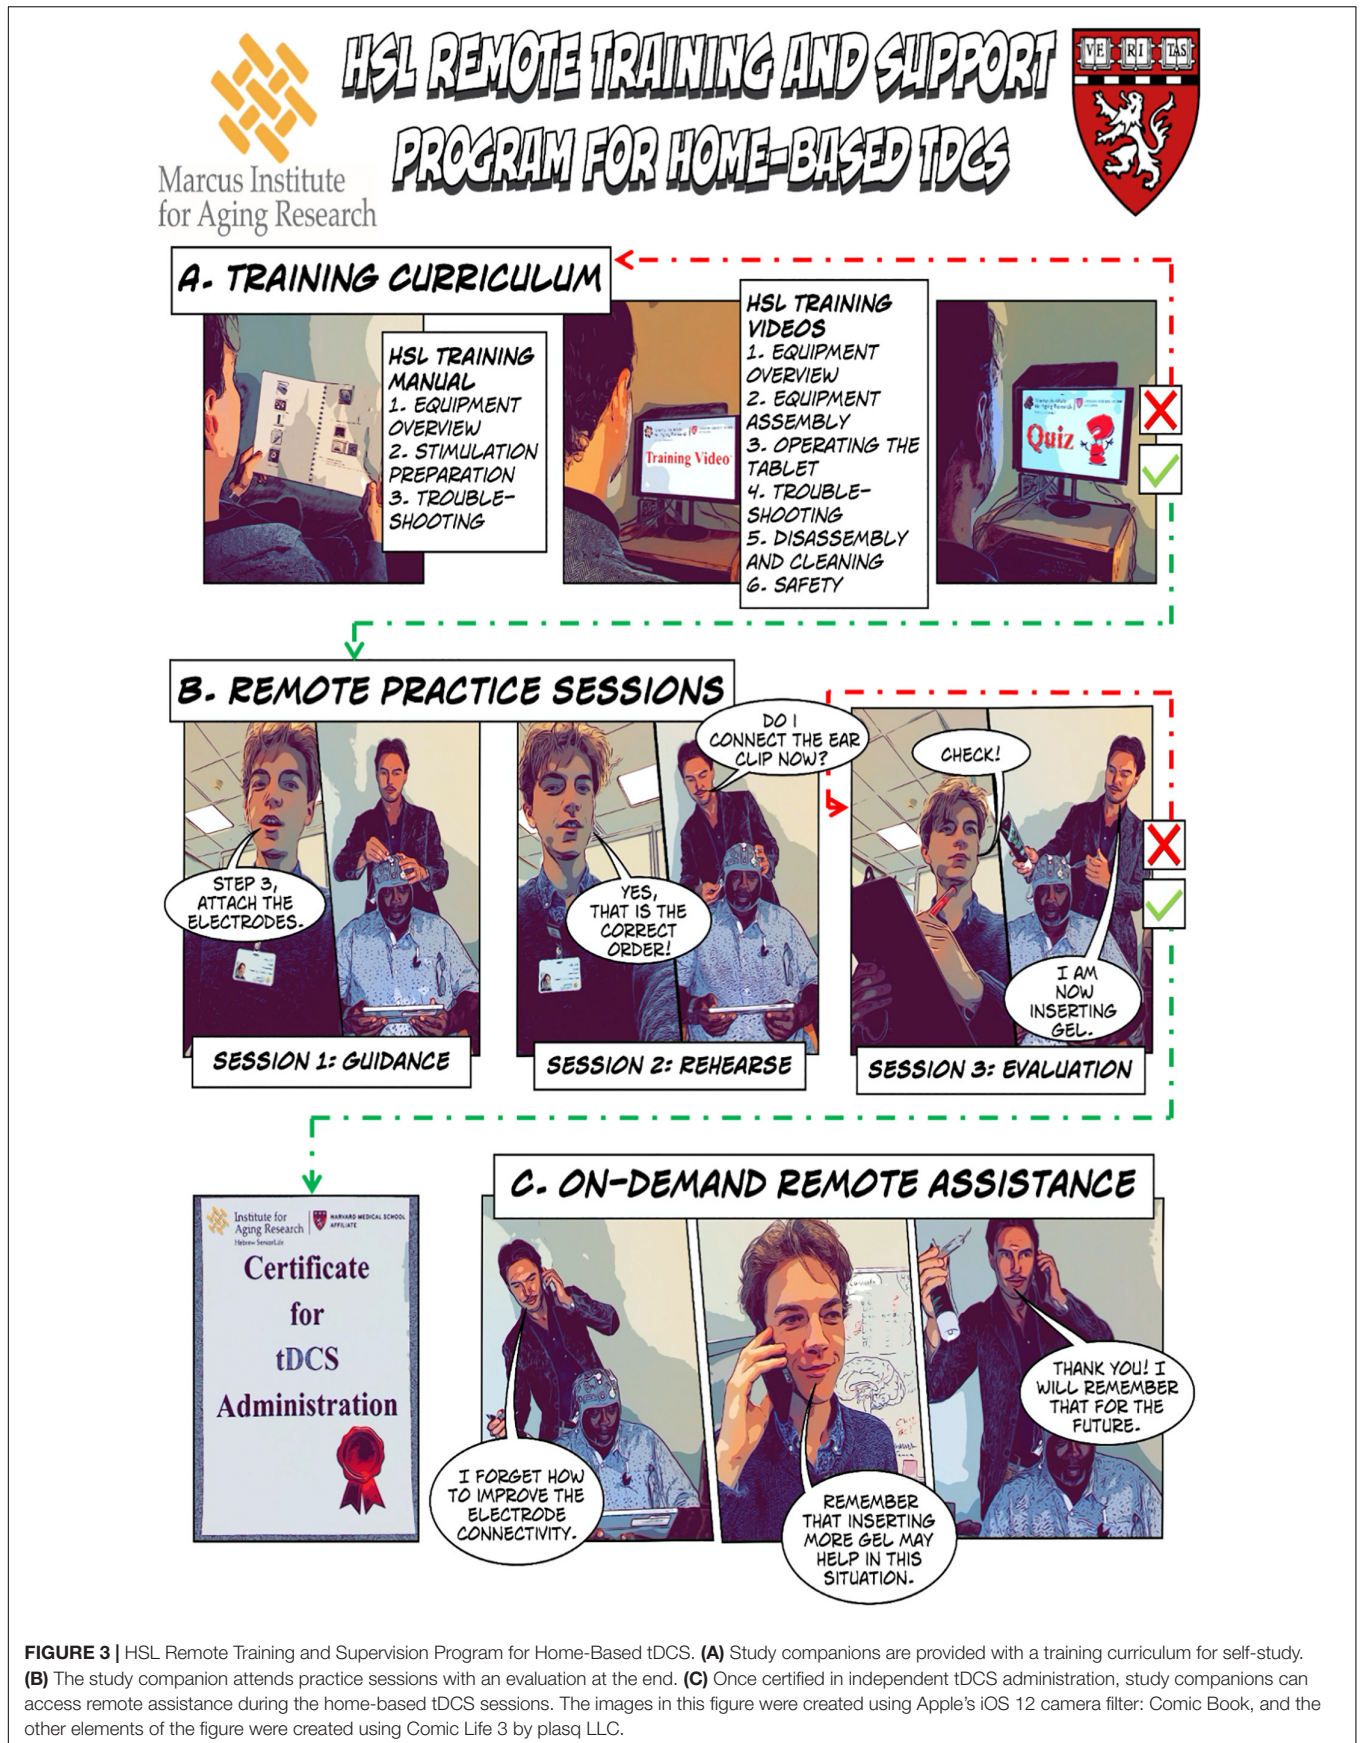 HSL REMOTE TRAINING AND SUPPORT
PROGRAM FOR HOME-BASED TDCS
Marcus Institute
for Aging Research
VE RI TAS
A. TRAINING CURRICULUM
HSL TRAINING
MANUAL
1. EQUIPMENT
OVERVIEW
2. STIMULATION
PREPARATION
3. TROUBLE-
SHOOTING
Training Video
HSL TRAINING
VIDEOS
1. EQUIPMENT
OVERVIEW
2. EQUIPMENT
ASSEMBLY
3. OPERATING THE
TABLET
4. TROUBLE-
SHOOTING
5. DISASSEMBLY
AND CLEANING
6. SAFETY
Marcus Institute
for Aging Research
Quiz
B. REMOTE PRACTICE SESSIONS
STEP 3,
ATTACH THE
ELECTRODES.
SESSION 1: GUIDANCE
DO I
CONNECT THE EAR
CLIP NOW?
YES,
THAT IS THE
CORRECT
ORDER!
SESSION 2: REHEARSE
CHECK!
I AM
NOW
INSERTING
GEL.
SESSION 3: EVALUATION
Institute for
Aging Research
Hebrew SeniorLife
HARVARD MEDICAL SCHOOL
AFFILIATE
Certificate
for
tDCS
Administration
C. ON-DEMAND REMOTE ASSISTANCE
I FORGET HOW
TO IMPROVE THE
ELECTRODE
CONNECTIVITY.
REMEMBER
THAT INSERTING
MORE GEL MAY
HELP IN THIS
SITUATION.
THANK YOU! I
WILL REMEMBER
THAT FOR THE
FUTURE.
FIGURE 3 | HSL Remote Training and Supervision Program for Home-Based tDCS. (A) Study companions are provided with a training curriculum for self-study.
(B) The study companion attends practice sessions with an evaluation at the end. (C) Once certified in independent tDCS administration, study companions can
access remote assistance during the home-based tDCS sessions. The images in this figure were created using Apple's iOS 12 camera filter: Comic Book, and the
other elements of the figure were created using Comic Life 3 by plasq LLC.